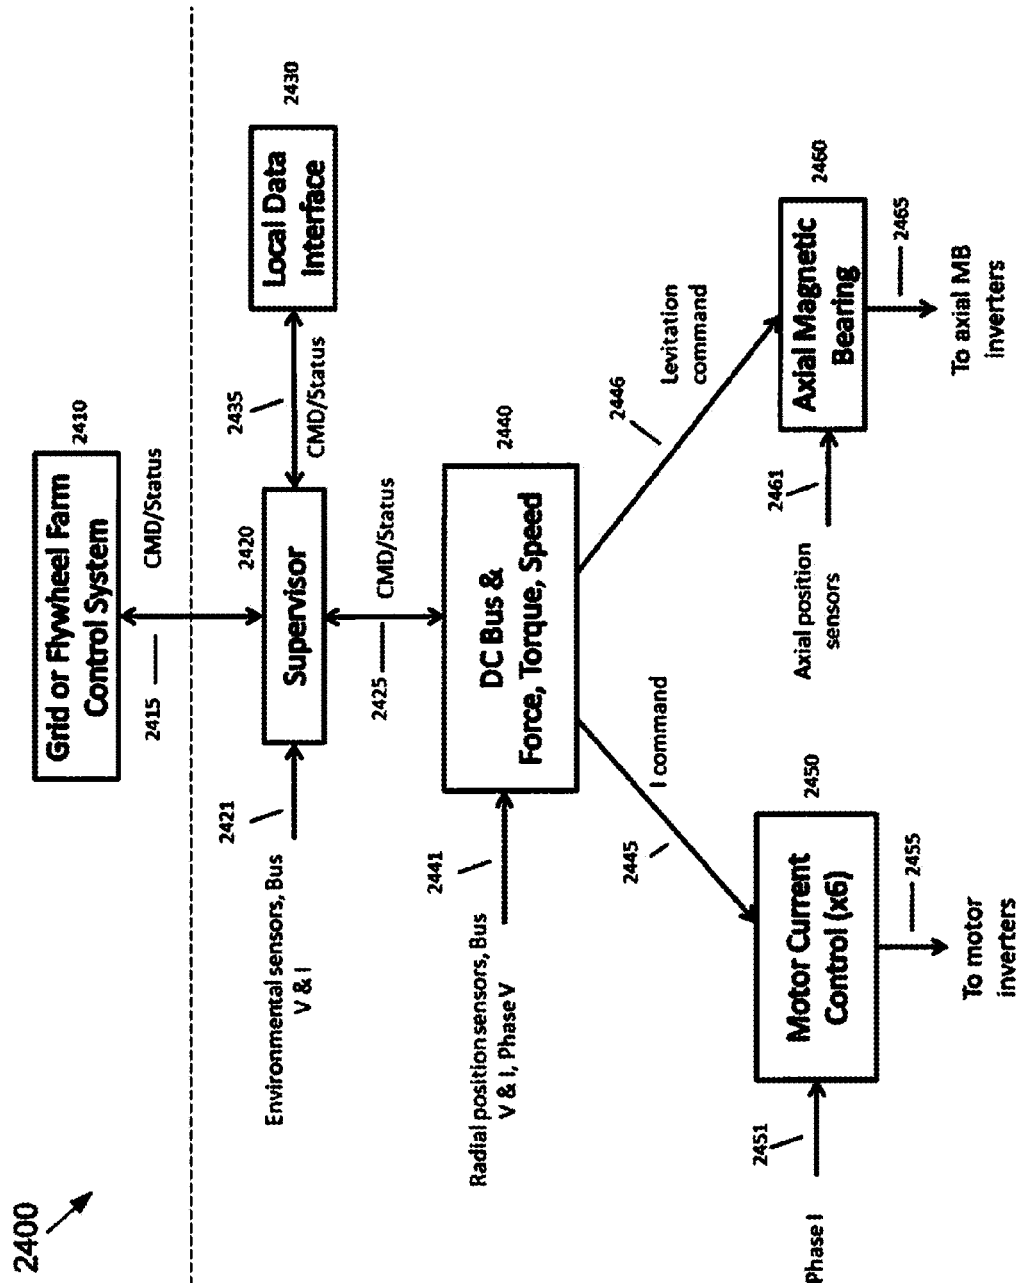 2400
Grid or Flywheel Farm
Control System
2410
2415
CMD/Status
Environmental sensors, Bus
V & I
2421
Supervisor
2420
2435
CMD/Status
Local Data
Interface
2430
2425
CMD/Status
Radial position sensors, Bus
V & I, Phase V
2441
DC Bus &
Force, Torque, Speed
2440
2445
I command
2446
Levitation
command
Phase I
2451
Motor Current
Control (x6)
2450
2455
To motor
inverters
Axial position
sensors
2461
Axial Magnetic
Bearing
2460
2465
To axial MB
inverters